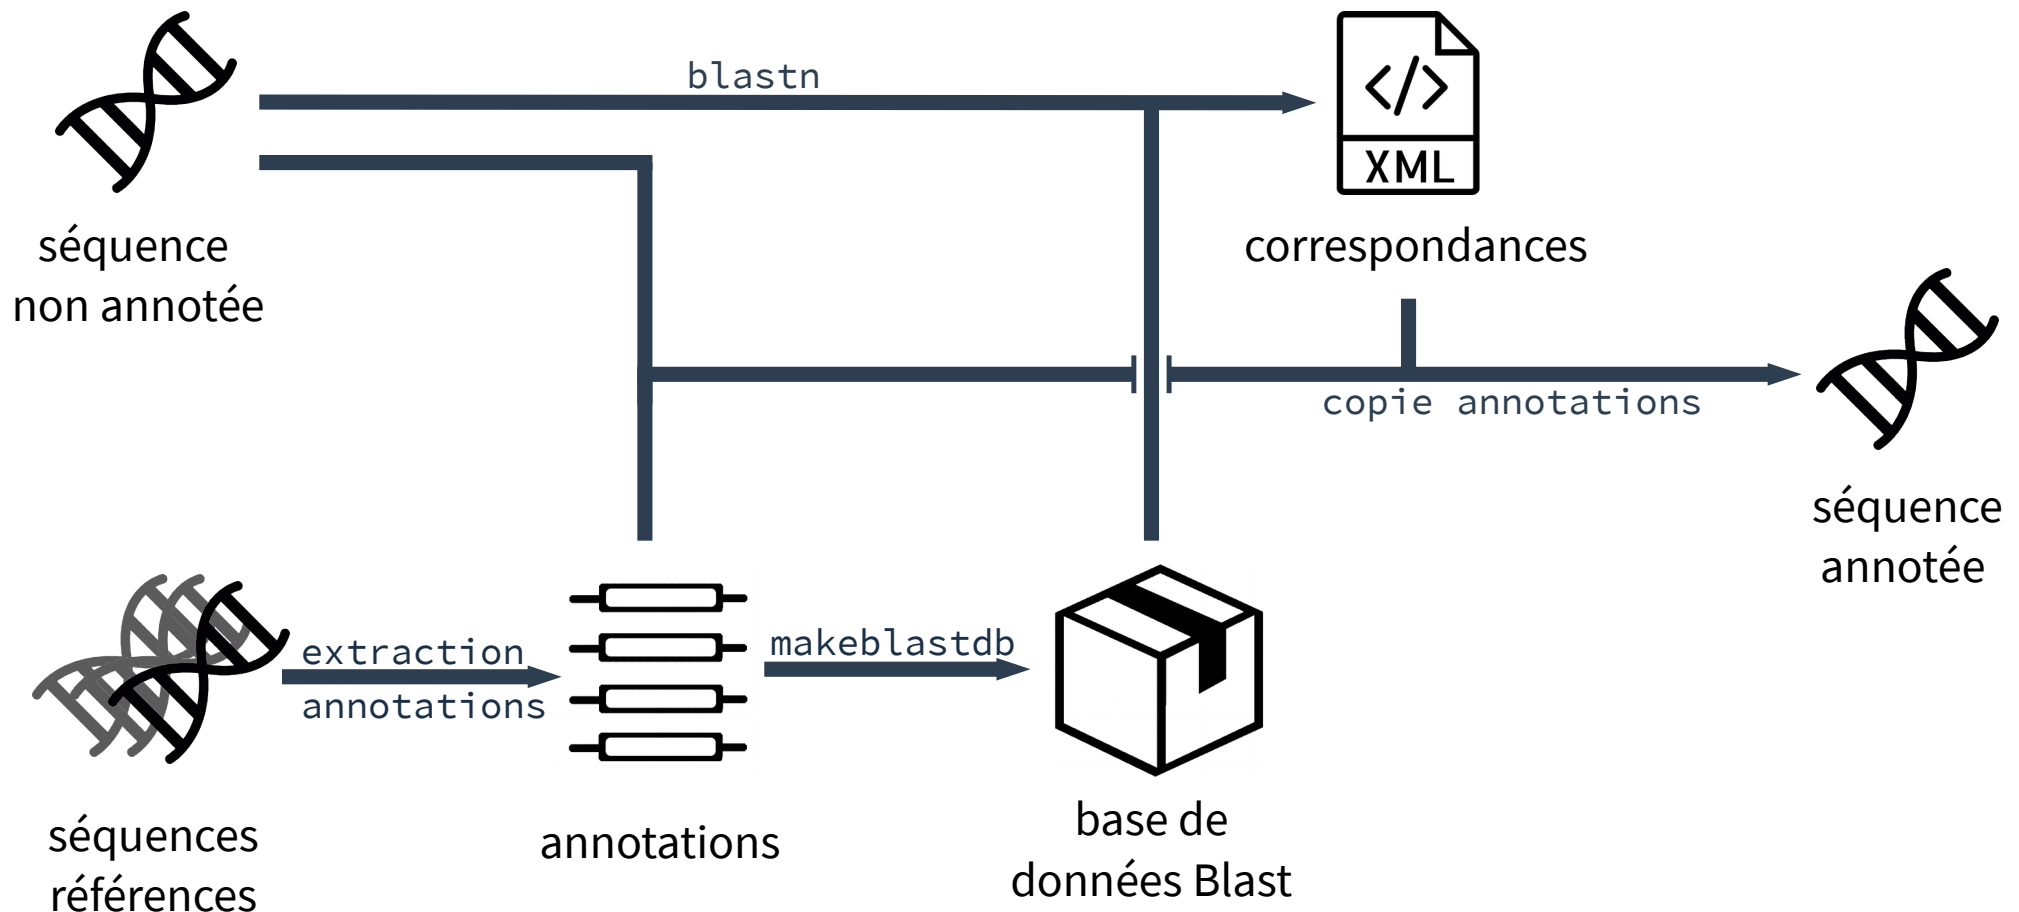 blastn
</>
XML
séquence
non annotée
correspondances
copie annotations
séquence
annotée
extraction
annotations
makeblastdb
séquences
références
annotations
base de
données Blast